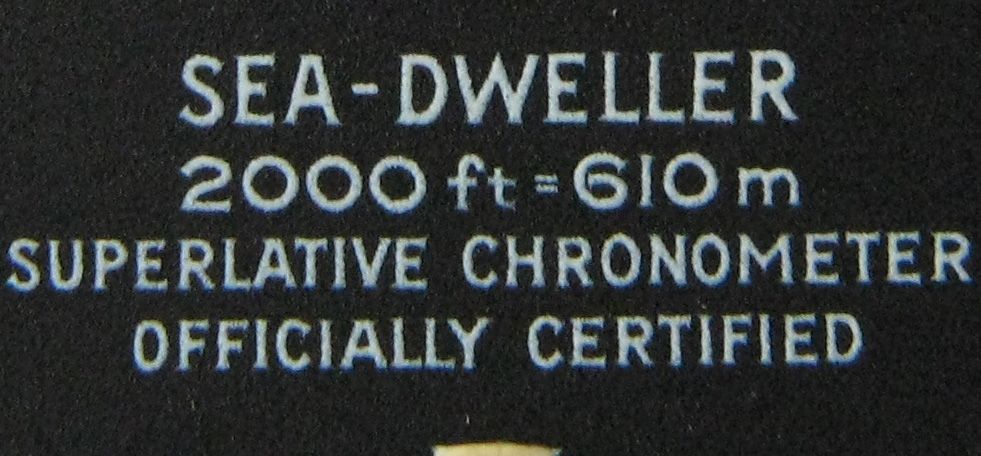 SEA-DWELLER
2000 ft = 610 m
SUPERLATIVE CHRONOMETER
OFFICIALLY CERTIFIED